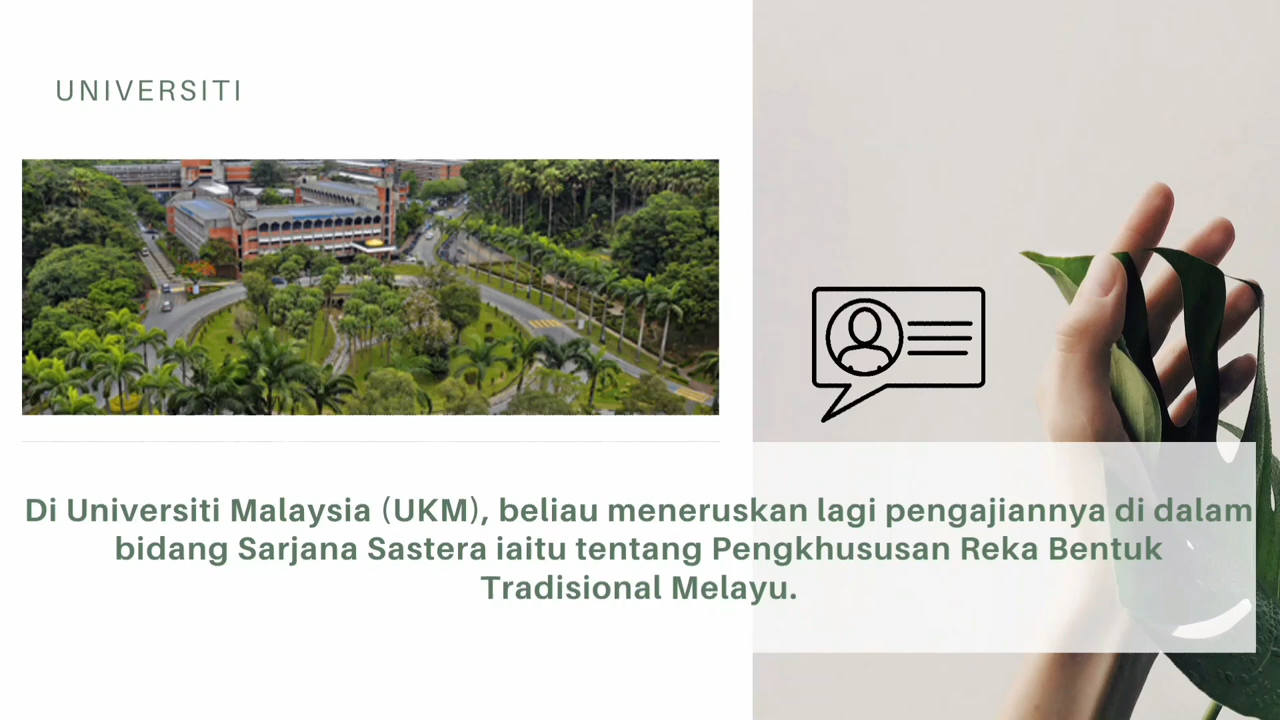 UNIVERSITI
Di Universiti Malaysia (UKM), beliau meneruskan lagi pengajiannya di dalam
bidang Sarjana Sastera iaitu tentang Pengkhususan Reka Bentuk
Tradisional Melayu.